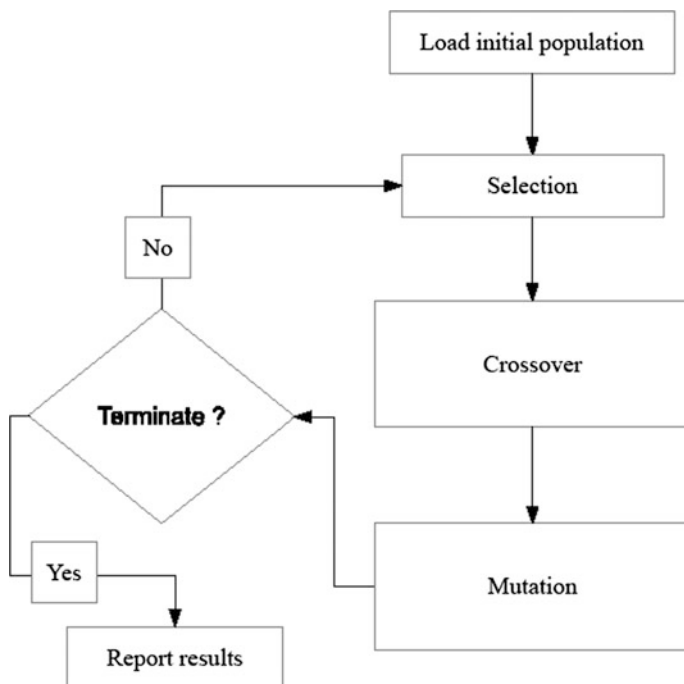 Load initial population
Selection
No
Crossover
Terminate ?
Mutation
Yes
Report results